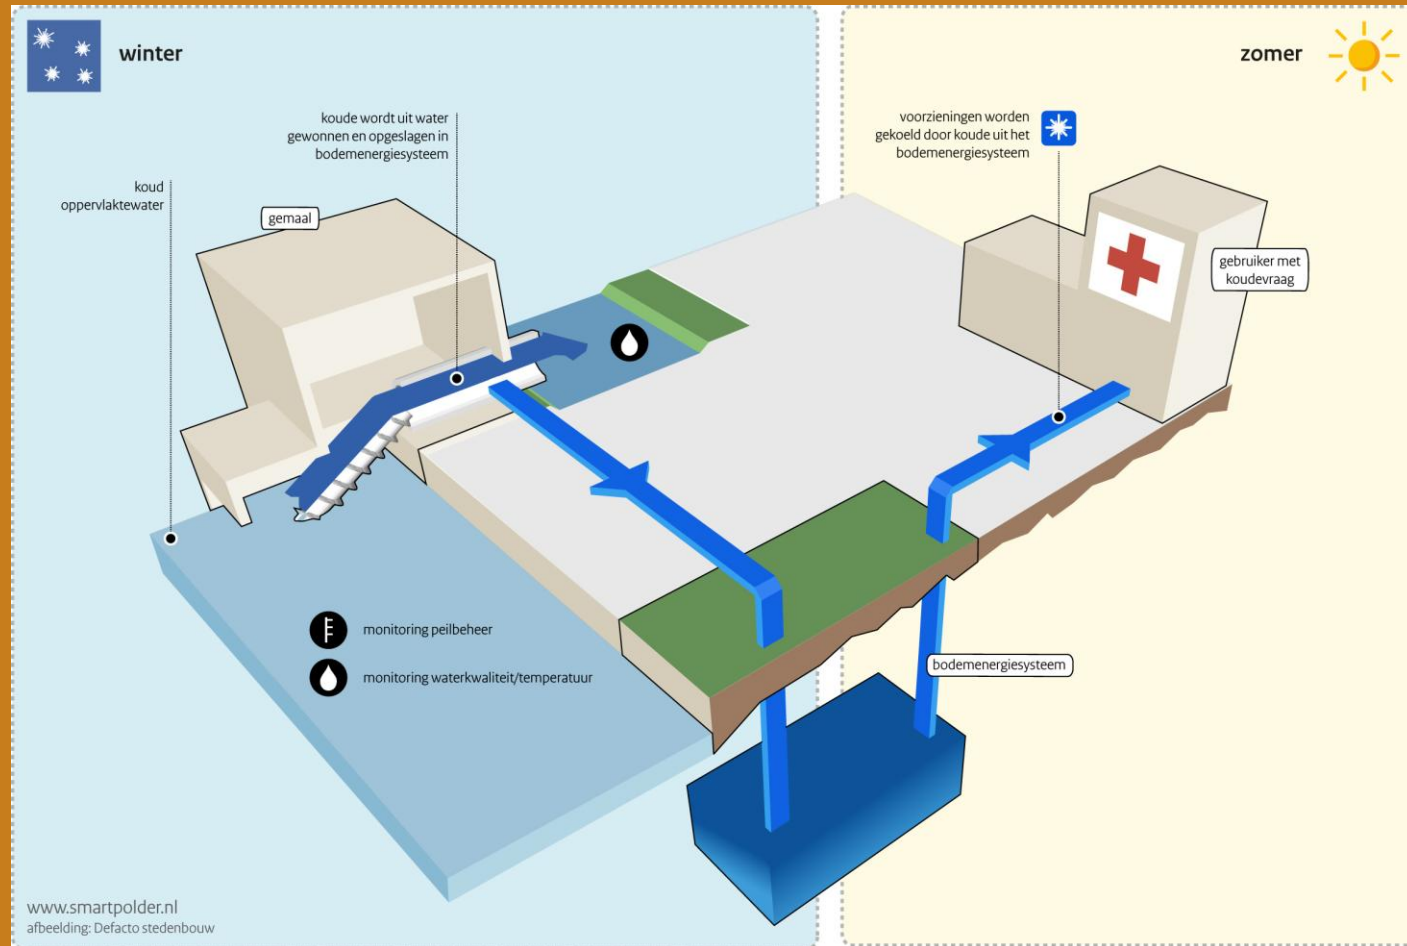 winter
zomer
koude wordt uit water
gewonnen en opgeslagen in
bodemenergiesysteem
voorzieningen worden
gekoeld door koude uit het
bodemenergiesysteem
koud
oppervlaktewater
gemaal
gebruiker met
koudevraag
monitoring peilbeheer
monitoring waterkwaliteit/temperatuur
bodemenergiesysteem
www.smartpolder.nl
afbeelding: Defacto stedenbouw